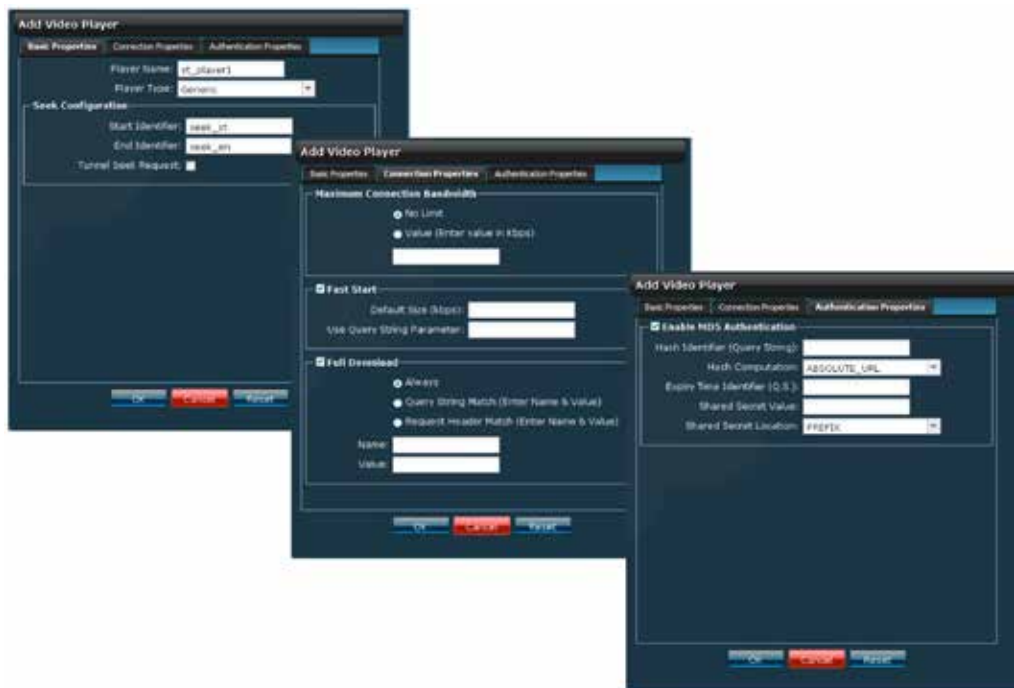 Add Video Player
Basic Properties Connection Properties Authentication Properties
Player Name: yt_player1
Player Type: Generic
Seek Configuration
Start Identifier: seek_st
End Identifier: seek_en
Tunnel Seek Request:
OK Cancel Reset
Add Video Player
Basic Properties Connection Properties Authentication Properties
Maximum Connection Bandwidth
No Limit
Value (Enter value in Kbps)
Fast Start
Default Size (kbps):
Use Query String Parameter:
Full Download
Always
Query String Match (Enter Name & Value)
Request Header Match (Enter Name & Value)
Name:
Value:
OK Cancel Reset
Add Video Player
Basic Properties Connection Properties Authentication Properties
Enable MD5 Authentication
Hash Identifier (Query String):
Hash Computation: ABSOLUTE_URL
Expiry Time Identifier (Q.S.):
Shared Secret Value:
Shared Secret Location: PREFIX
OK Cancel Reset